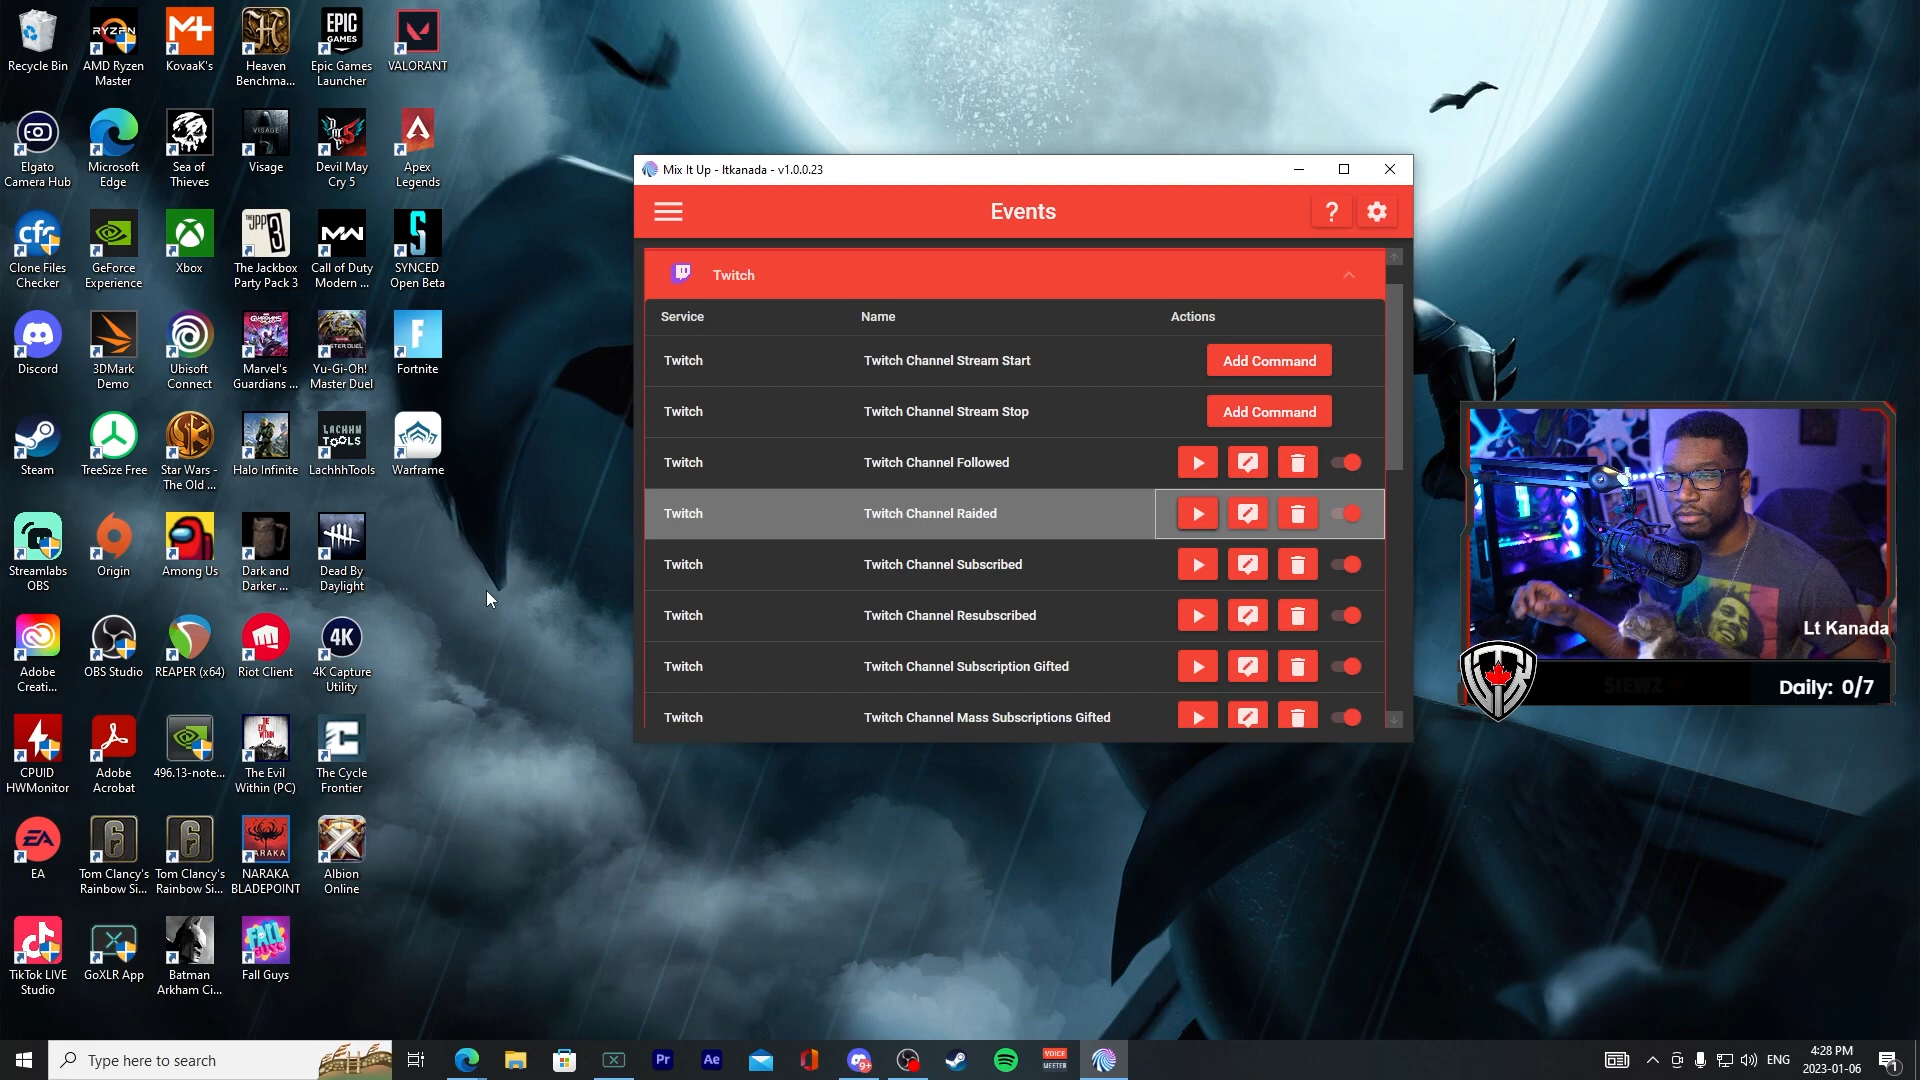 Recycle Bin
AMD Ryzen
Master
KovaaK's
Heaven
Benchma...
Epic Games
Launcher
VALORANT
Elgato
Camera Hub
Microsoft
Edge
Sea of
Thieves
Visage
Devil May
Cry 5
Apex
Legends
Clone Files
Checker
GeForce
Experience
Xbox
The Jackbox
Party Pack 3
Call of Duty
Modern ...
SYNCED
Open Beta
Discord
3DMark
Demo
Ubisoft
Connect
Marvel's
Guardians ...
Yu-Gi-Oh!
Master Duel
Fortnite
Steam
TreeSize Free
Star Wars -
The Old ...
Halo Infinite
LachhhTools
Warframe
Streamlabs
OBS
Origin
Among Us
Dark and
Darker ...
Dead By
Daylight
Adobe
Creati...
OBS Studio
REAPER (x64)
Riot Client
4K Capture
Utility
CPUID
HWMonitor
Adobe
Acrobat
496.13-note...
The Evil
Within (PC)
The Cycle
Frontier
EA
Tom Clancy's
Rainbow Si...
Tom Clancy's
Rainbow Si...
NARAKA
BLADEPOINT
Albion
Online
TikTok LIVE
Studio
GoXLR App
Batman
Arkham Ci...
Fall Guys
Mix It Up - ltkanada - v1.0.0.23
Events
?
Twitch
Service Name Actions
Twitch Twitch Channel Stream Start Add Command
Twitch Twitch Channel Stream Stop Add Command
Twitch Twitch Channel Followed
Twitch Twitch Channel Raided
Twitch Twitch Channel Subscribed
Twitch Twitch Channel Resubscribed
Twitch Twitch Channel Subscription Gifted
Twitch Twitch Channel Mass Subscriptions Gifted
Lt Kanada
Daily: 0/7
Type here to search
Pr
Ae
9+
VOICE
MEETER
ENG
4:28 PM
2023-01-06
1